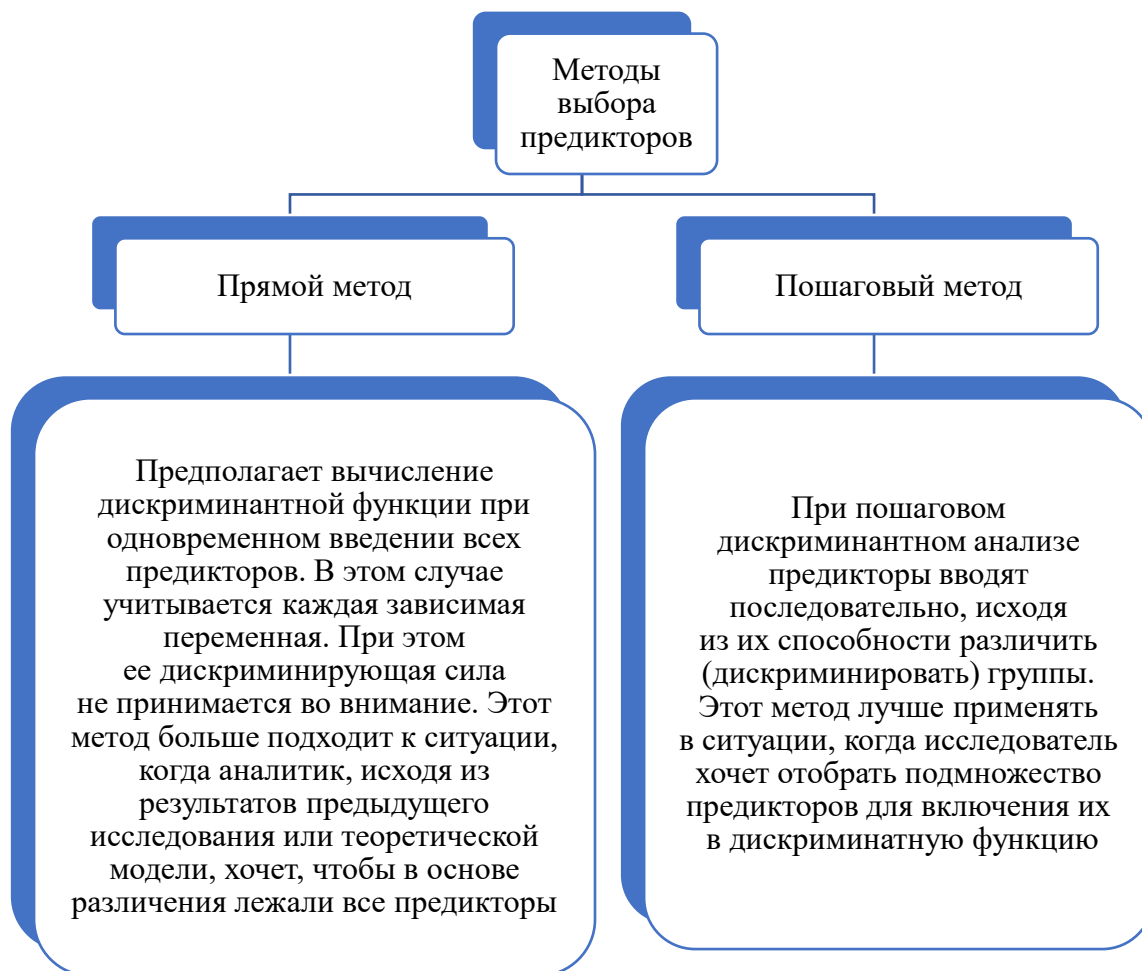 Методы
выбора
предикторов
Прямой метод
Пошаговый метод
Предполагает вычисление
дискриминантной функции при
одновременном введении всех
предикторов. В этом случае
учитывается каждая зависимая
переменная. При этом
ее дискриминирующая сила
не принимается во внимание. Этот
метод больше подходит к ситуации,
когда аналитик, исходя из
результатов предыдущего
исследования или теоретической
модели, хочет, чтобы в основе
различения лежали все предикторы
При пошаговом
дискриминантном анализе
предикторы вводят
последовательно, исходя
из их способности различить
(дискриминировать) группы.
Этот метод лучше применять
в ситуации, когда исследователь
хочет отобрать подмножество
предикторов для включения их
в дискриминатную функцию